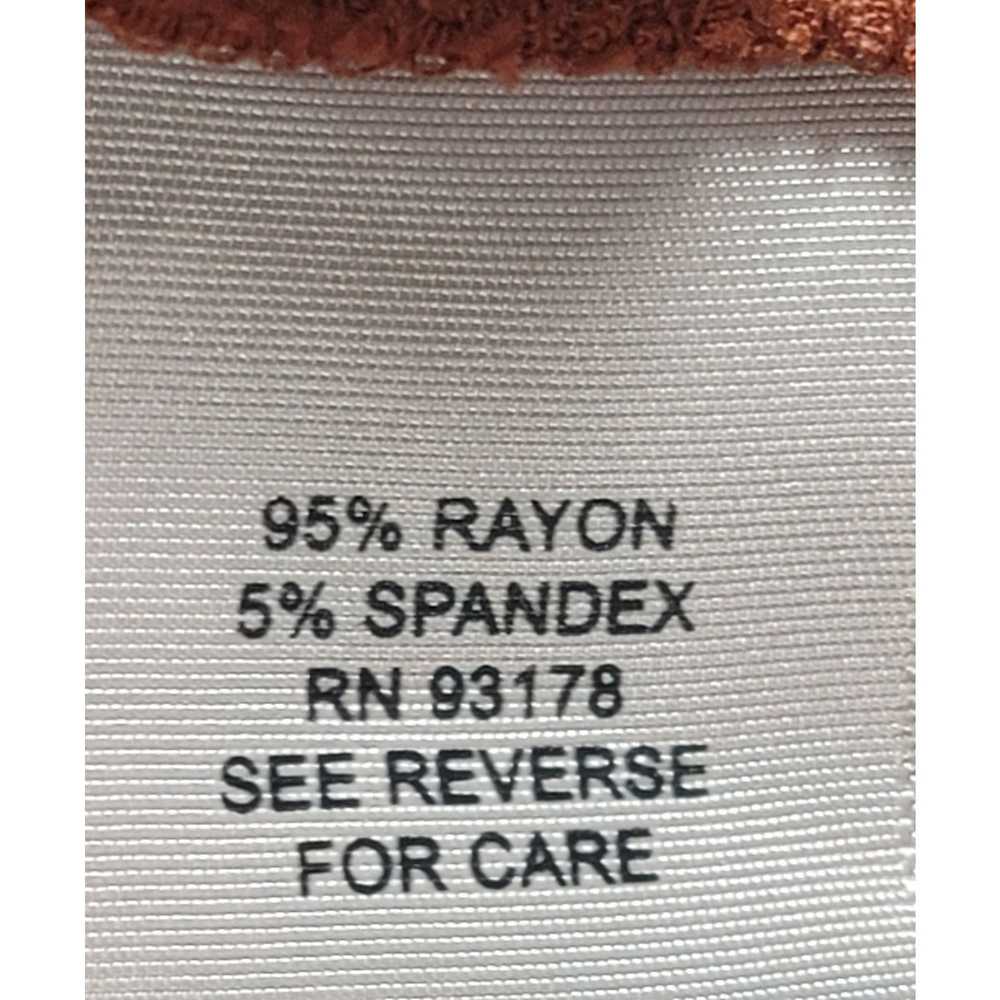 95% RAYON
5% SPANDEX
RN 93178
SEE REVERSE
FOR CARE